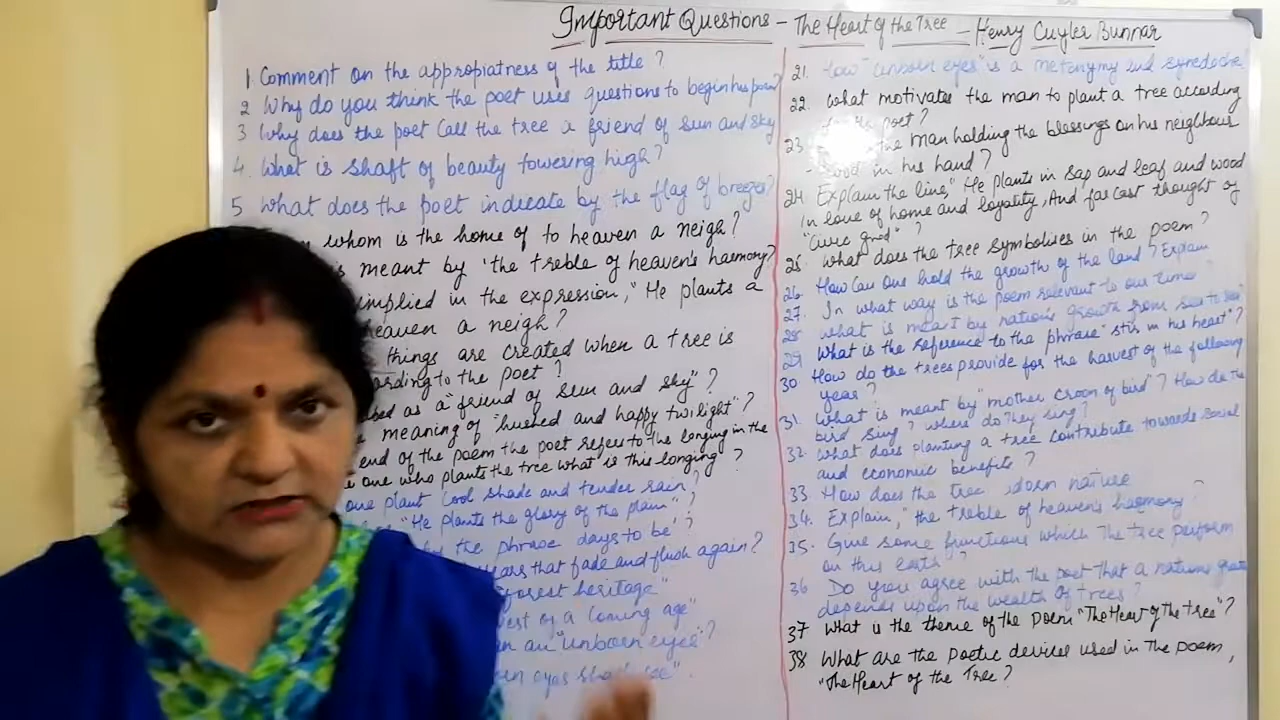 Important Questions - The Heart of the Tree - Henry Cuyler Bunnar
1 Comment on the appropiatness of the title ?
2 Why do you think the poet uses questions to begin his poem?
3 Why does the poet call the tree a friend of sun and sky
4. What is shaft of beauty towering high?
5 What does the poet indicate by the flag of breezes?
whom is the home of to heaven a neigh?
is meant by 'the treble of heaven's harmony?
implied in the expression, "He plants a
heaven a neigh?
things are created when a tree is
to the poet ?
as a "friend of sun and sky" ?
meaning of "hushed and happy twilight" ?
end of the poem the poet refers to the longing in the
one who plants the tree what is this longing ?
one plant cool shade and tender rain?
"He plants the glory of the plain" ?
by the phrase days to be' ?
that fade and flush again?
forest heritage"
of a coming age"
an "unborn eyes"?
eyes shall see".
21. How "unborn eyes" is a metonymy and synedoche
22. What motivates the man to plant a tree according
poet ?
23. the man holding the blessings on his neighbour
in his hand ?
24 Explain the line," He plants in sap and leaf and wood
In love of home and loyality, And far cast thought of
"Civic good" ?
25. What does the tree symbolises in the poem ?
26. How can one hold the growth of the land ? Explain
27. In what way is the poem relevant to our time ?
28 What is meant by nation's growth from sea to sea?
29 What is the reference to the phrase "stir in his heart"?
30 How do the trees provide for the harvest of the following
year ?
31. What is meant by "mother croon of bird" ? How do the
bird sing ? where do they sing ?
32. What does planting a tree contribute towards social
and economic benefits ?
33. How does the tree adorn nature
34. Explain, "the treble of heaven's harmony ?
35. Give some functions which the tree perform
on this earth ?
36 Do you agree with the poet that a nations
depends upon the wealth of trees ?
37 What is the theme of the poem "The Heart of the tree" ?
38 What are the poetic devices used in the poem,
"The Heart of the Tree ?